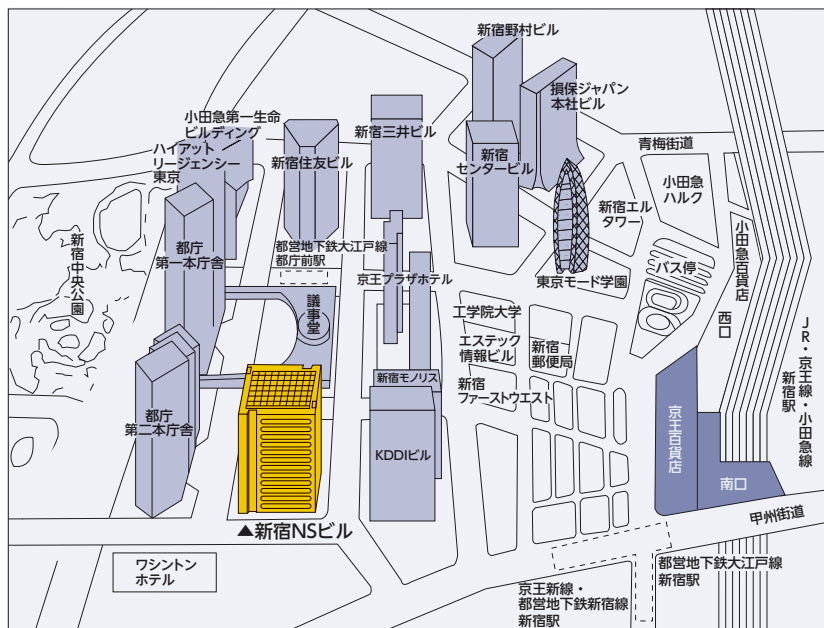 新宿野村ビル
損保ジャパン
本社ビル
小田急第一生命
ビルディング
新宿三井ビル
ハイアット
リージェンシー
東京
新宿住友ビル
新宿
センタービル
青梅街道
小田急
ハルク
新宿エル
タワー
小田急百貨店
新宿中央公園
都庁
第一本庁舎
都営地下鉄大江戸線
都庁前駅
京王プラザホテル
東京モード学園
バス停
議事堂
工学院大学
西口
JR・京王線・小田急線
新宿駅
エステック
情報ビル
新宿
郵便局
新宿モノリス
新宿
ファーストウエスト
都庁
第二本庁舎
京王百貨店
KDDIビル
南口
甲州街道
▲新宿NSビル
ワシントン
ホテル
都営地下鉄大江戸線
新宿駅
京王新線・
都営地下鉄新宿線
新宿駅